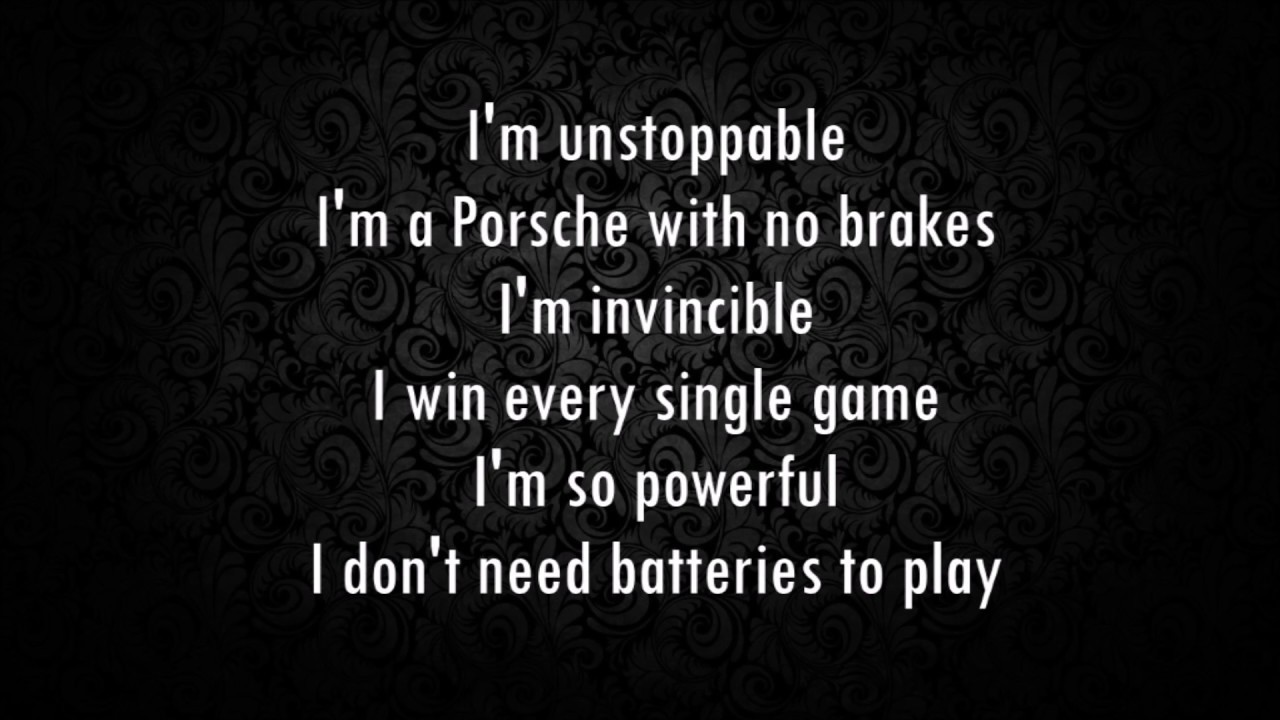 I'm unstoppable
I'm a Porsche with no brakes
I'm invincible
I win every single game
I'm so powerful
I don't need batteries to play